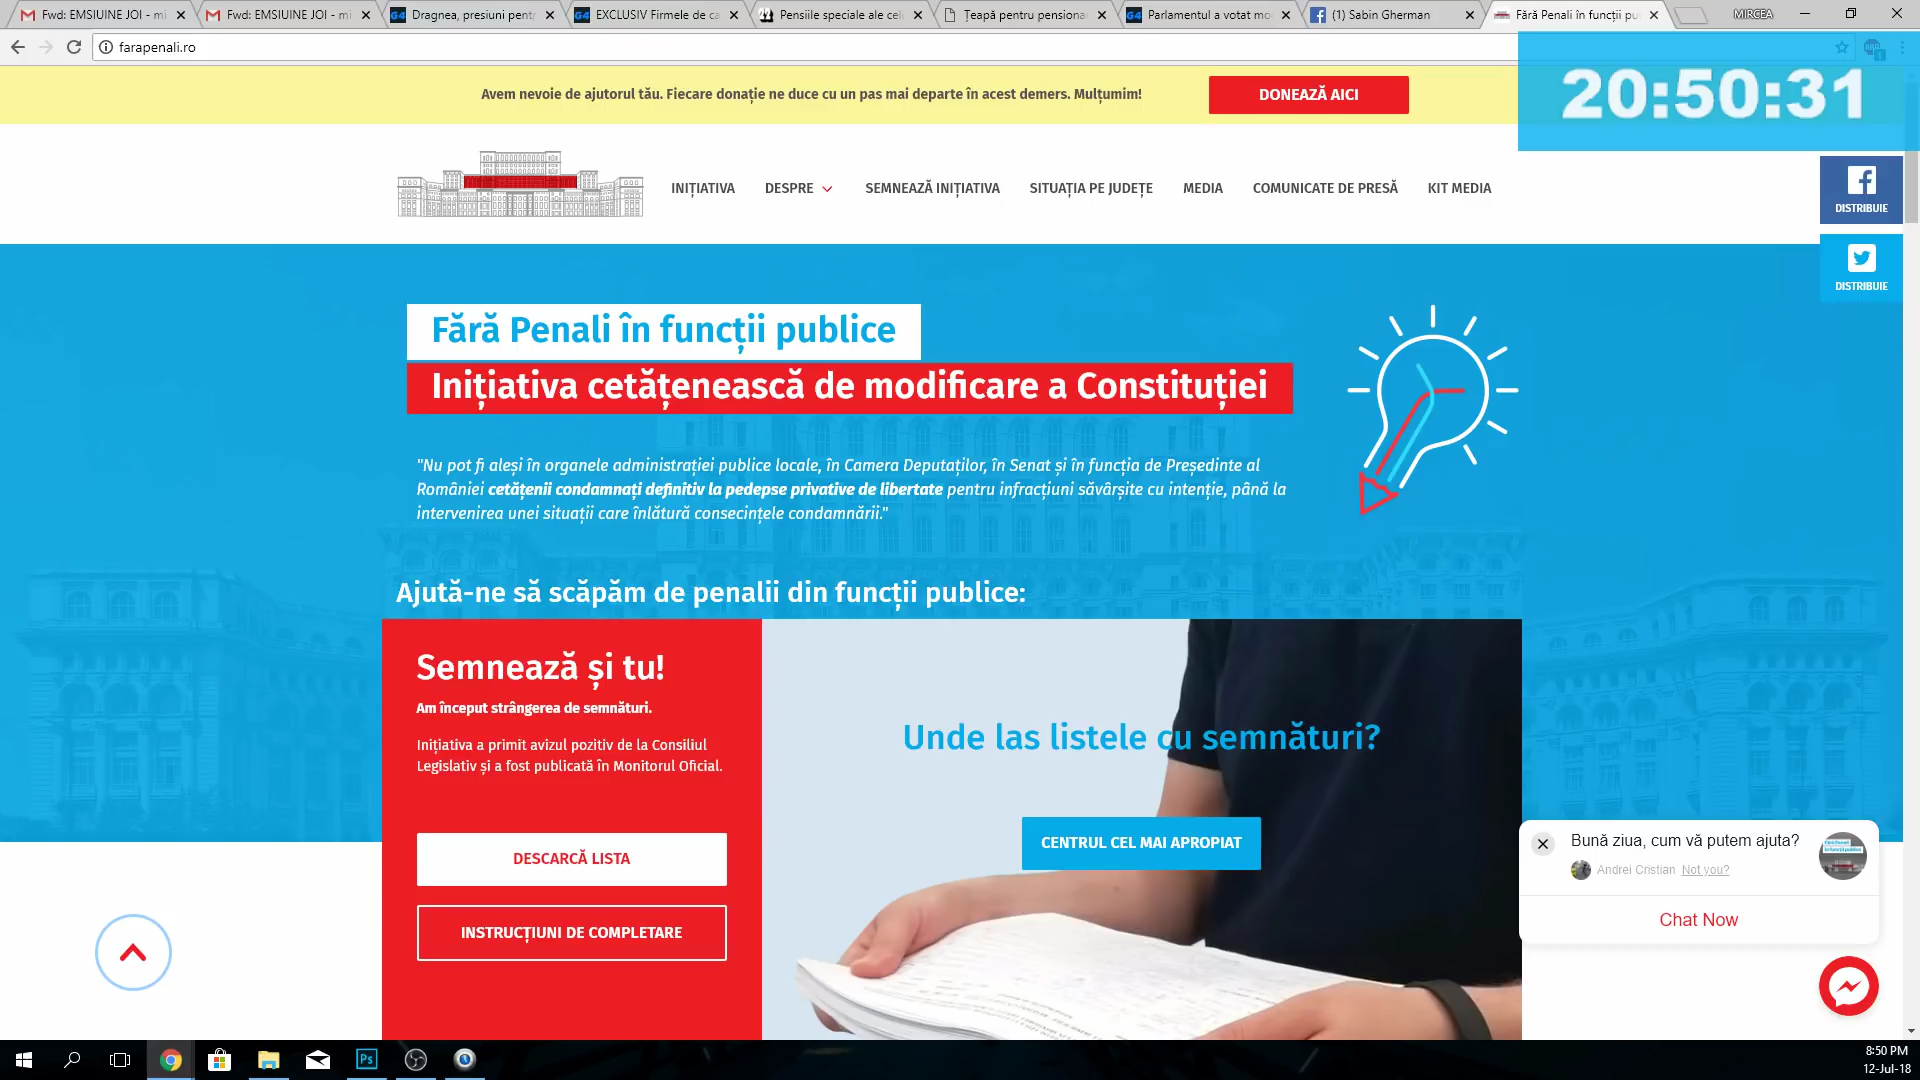 Fwd: EMSIUINE JOI - mi
Fwd: EMSIUINE JOI - mi
Dragnea, presiuni pent
EXCLUSIV Firmele de ca
Pensiile speciale ale cel
Țeapă pentru pensiona
Parlamentul a votat mo
(1) Sabin Gherman
Fără Penali în funcții pu
MIRCEA
farapenali.ro
Avem nevoie de ajutorul tău. Fiecare donație ne duce cu un pas mai departe în acest demers. Mulțumim!
DONEAZĂ AICI
20:50:31
INIȚIATIVA
DESPRE
SEMNEAZĂ INIȚIATIVA
SITUAȚIA PE JUDEȚE
MEDIA
COMUNICATE DE PRESĂ
KIT MEDIA
DISTRIBUIE
DISTRIBUIE
Fără Penali în funcții publice
Inițiativa cetățenească de modificare a Constituției
"Nu pot fi aleși în organele administrației publice locale, în Camera Deputaților, în Senat și în funcția de Președinte al
României cetățenii condamnați definitiv la pedepse privative de libertate pentru infracțiuni săvârșite cu intenție, până la
intervenirea unei situații care înlătură consecințele condamnării."
Ajută-ne să scăpăm de penalii din funcții publice:
Semnează și tu!
Am început strângerea de semnături.
Inițiativa a primit avizul pozitiv de la Consiliul
Legislativ și a fost publicată în Monitorul Oficial.
DESCARCĂ LISTA
INSTRUCȚIUNI DE COMPLETARE
Unde las listele cu semnături?
CENTRUL CEL MAI APROPIAT
Bună ziua, cum vă putem ajuta?
Andrei Cristian Not you?
Chat Now
Ps
8:50 PM
12-Jul-18